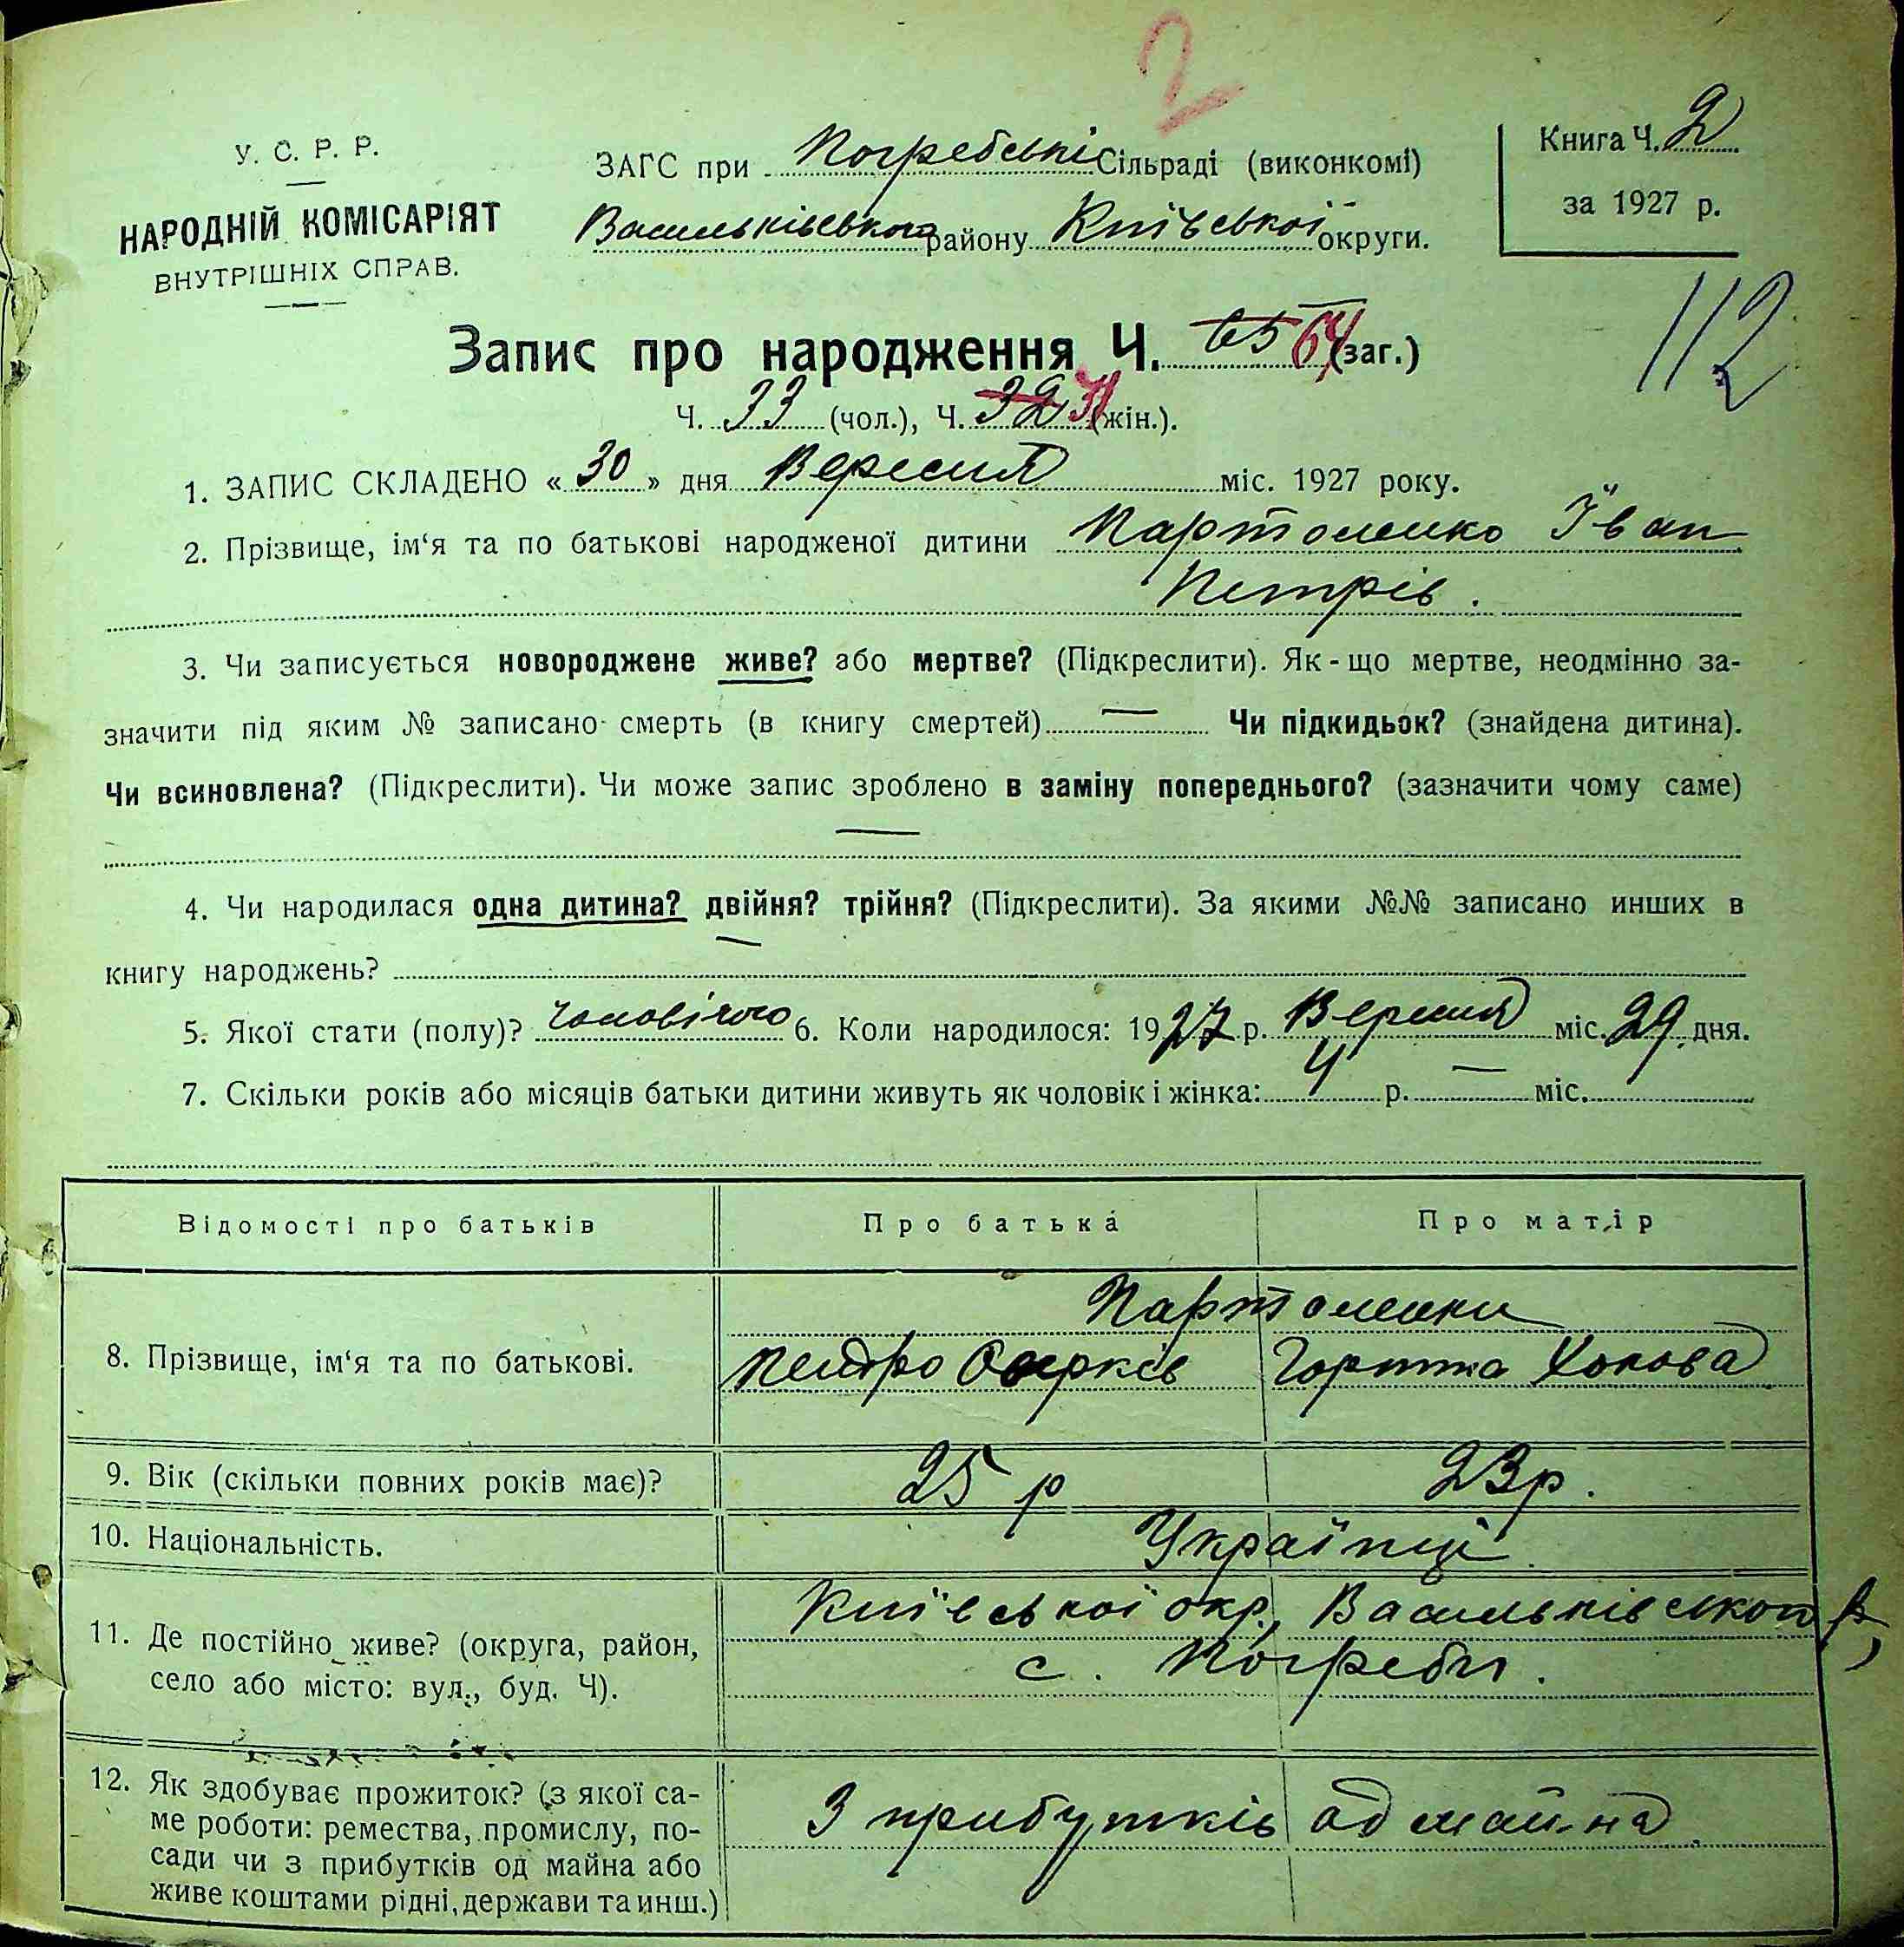 2
У. С. Р. Р.
НАРОДНІЙ КОМІСАРІЯТ
ВНУТРІШНІХ СПРАВ.
ЗАГС при Погребській Сільраді (виконкомі)
Васильківського району Київської округи.
Книга Ч. 2
за 1927 р.
112
Запис про народження Ч. 65 64 (заг.)
Ч. 33 (чол.), Ч. 32 31 (жін.).
1. ЗАПИС СКЛАДЕНО « 30 » дня Вересня міс. 1927 року.
2. Прізвище, ім‘я та по батькові народженої дитини Партоленко Іван
Петрів.
3. Чи записується новороджене живе? або мертве? (Підкреслити). Як-що мертве, неодмінно за-
значити під яким № записано смерть (в книгу смертей) — Чи підкидьок? (знайдена дитина).
Чи всиновлена? (Підкреслити). Чи може запис зроблено в заміну попереднього? (зазначити чому саме)
—
4. Чи народилася одна дитина? двійня? трійня? (Підкреслити). За якими №№ записано инших в
книгу народжень? —
5. Якої стати (полу)? Чоловічого 6. Коли народилося: 1927 р. Вересня міс. 29 дня.
7. Скільки років або місяців батьки дитини живуть як чоловік і жінка: 4 р. — міс.
Відомості про батьків Про батька Про матір
Партоленки
8. Прізвище, ім‘я та по батькові. Петро
9. Вік (скільки повних років має)? 25 р 23 р.
10. Національність. Українці
11. Де постійно живе? (округа, район,
село або місто: вул., буд. Ч).
Київської окр, Васильківського р,
с. Погреби.
12. Як здобуває прожиток? (з якої са-
ме роботи: ремества, промислу, по-
сади чи з прибутків од майна або
живе коштами рідні, держави та инш.)
З прибутків од майна